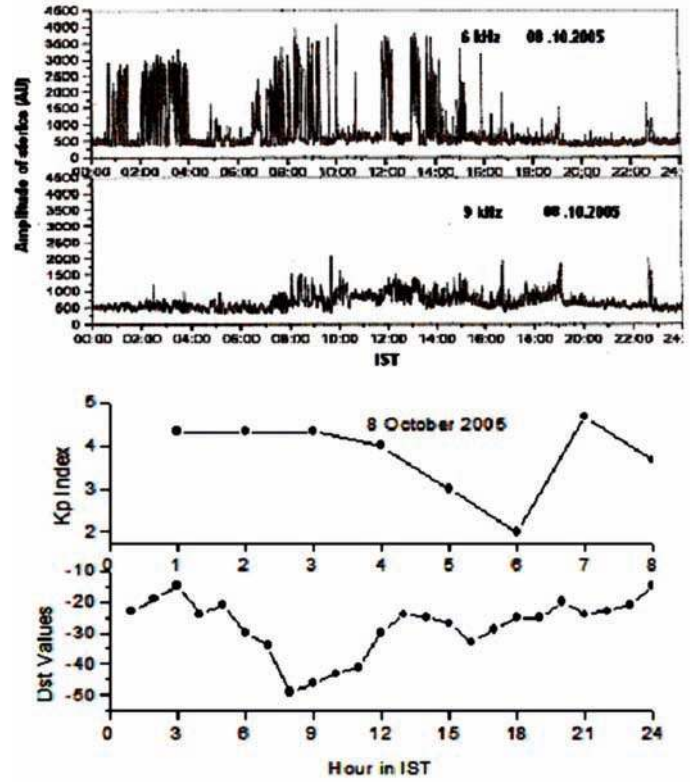 Amplitude of sferics (AU)
4500
4000
3500
3000
2500
2000
1500
1000
500
0
6 kHz 08 .10.2005
00:00 02:00 04:00 06:00 08:00 10:00 12:00 14:00 16:00 18:00 20:00 22:00 24
4500
4000
3500
3000
2500
2000
1500
1000
500
0
9 kHz 08 .10.2005
00:00 02:00 04:00 06:00 08:00 10:00 12:00 14:00 16:00 18:00 20:00 22:00 24:
IST
Kp Index
5
4
3
2
8 October 2005
0 1 2 3 4 5 6 7 8
Dst Values
-10
-20
-30
-40
-50
0 3 6 9 12 15 18 21 24
Hour in IST